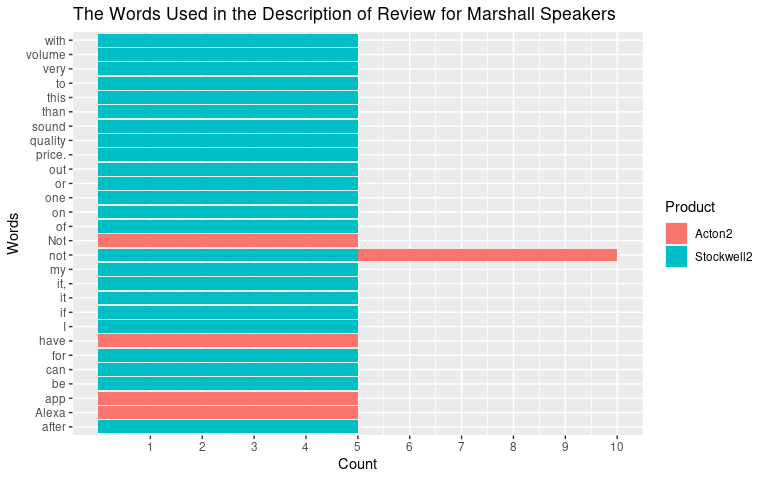 The Words Used in the Description of Review for Marshall Speakers
with
volume
very
to
this
than
sound
quality
price.
out
or
one
on
of
Not
not
my
it,
it
if
I
have
for
can
be
app
Alexa
after
1 2 3 4 5 6 7 8 9 10
Count
Words
Product
Acton2
Stockwell2